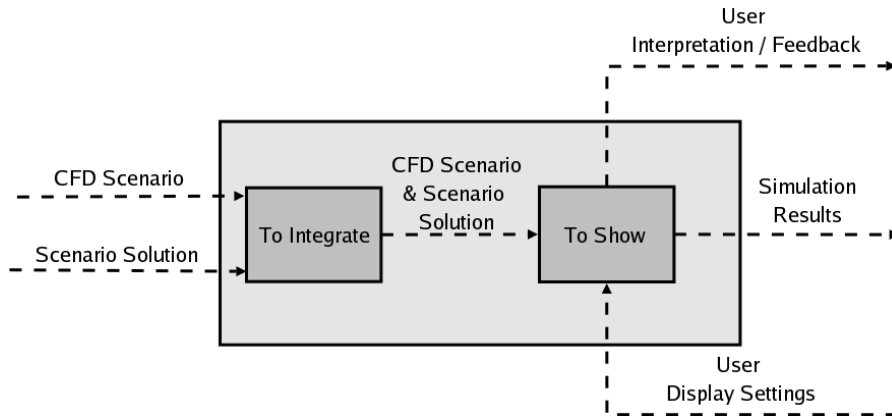 User
Interpretation / Feedback
CFD Scenario
Scenario Solution
To Integrate
CFD Scenario
& Scenario
Solution
To Show
Simulation
Results
User
Display Settings